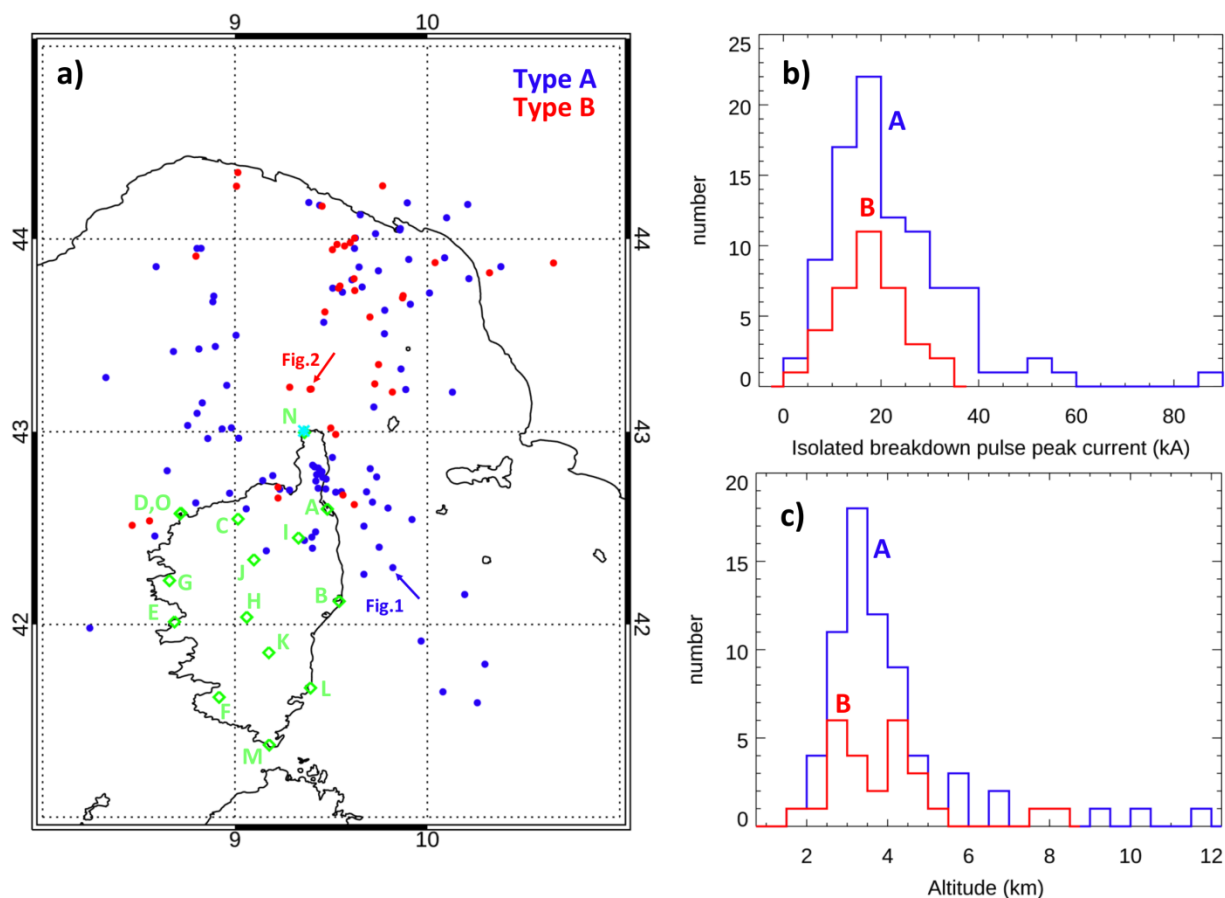 9 10
a)
Type A
Type B
44 44
Fig.2
N
43 43
D,O
A
C
I
J
G
B
Fig.1
H
E
42 42
K
L
F
M
9 10
b)
25
20
15
10
5
0
number
A
B
0 20 40 60 80
Isolated breakdown pulse peak current (kA)
c)
20
15
10
5
0
number
A
B
2 4 6 8 10 12
Altitude (km)